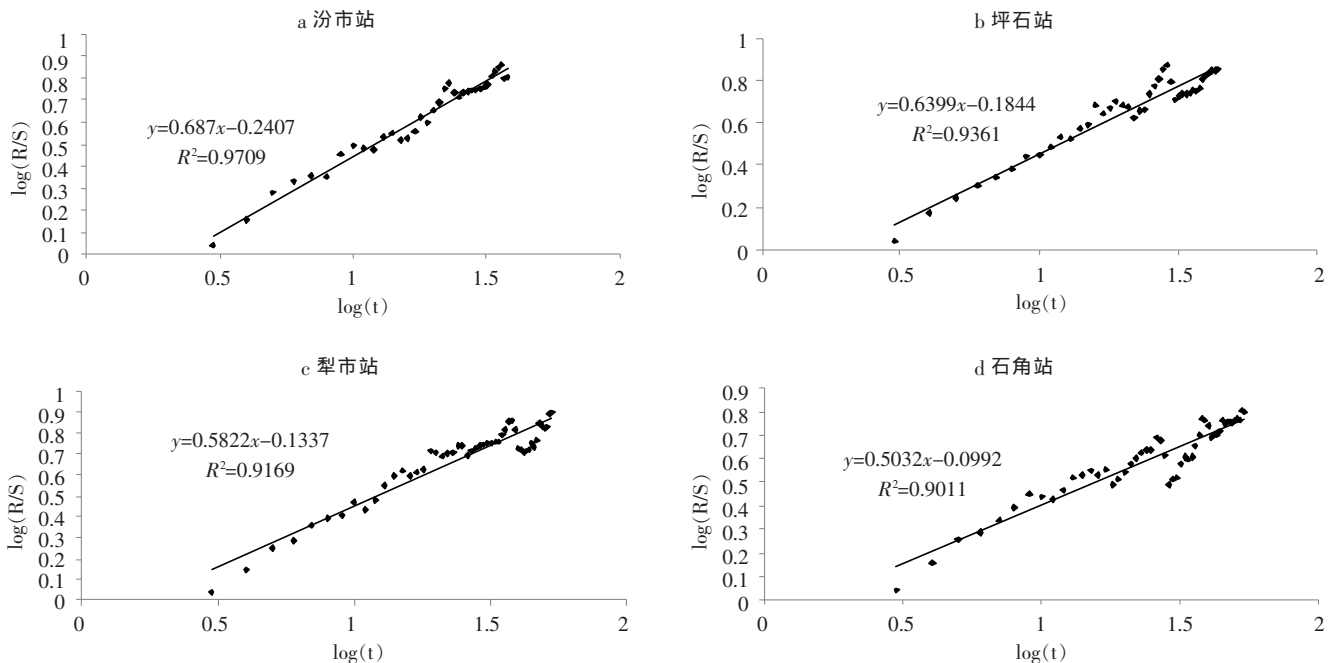 a 汾市站
1
0.9
0.8
0.7
0.6
0.5
0.4
0.3
0.2
0.1
0
log(R/S)
y=0.687x−0.2407
R²=0.9709
0 0.5 1 1.5 2
log(t)
b 坪石站
1
0.8
0.6
0.4
0.2
0
log(R/S)
y=0.6399x−0.1844
R²=0.9361
0 0.5 1 1.5 2
log(t)
c 犁市站
1
0.9
0.8
0.7
0.6
0.5
0.4
0.3
0.2
0.1
0
log(R/S)
y=0.5822x−0.1337
R²=0.9169
0 0.5 1 1.5 2
log(t)
d 石角站
0.9
0.8
0.7
0.6
0.5
0.4
0.3
0.2
0.1
0
log(R/S)
y=0.5032x−0.0992
R²=0.9011
0 0.5 1 1.5 2
log(t)